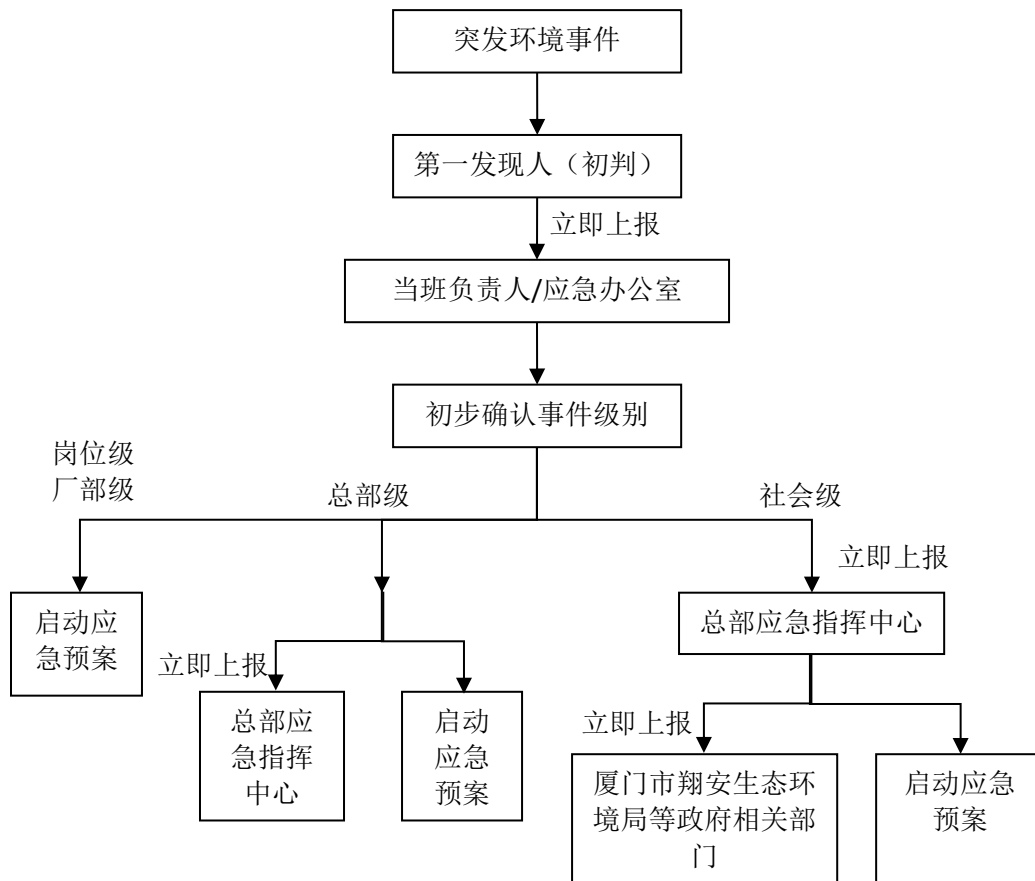 突发环境事件
第一发现人（初判）
立即上报
当班负责人/应急办公室
初步确认事件级别
岗位级
厂部级
总部级
社会级
立即上报
启动应
急预案
总部应急指挥中心
立即上报
总部应
急指挥
中心
启动
应急
预案
立即上报
厦门市翔安生态环
境局等政府相关部
门
启动应急
预案